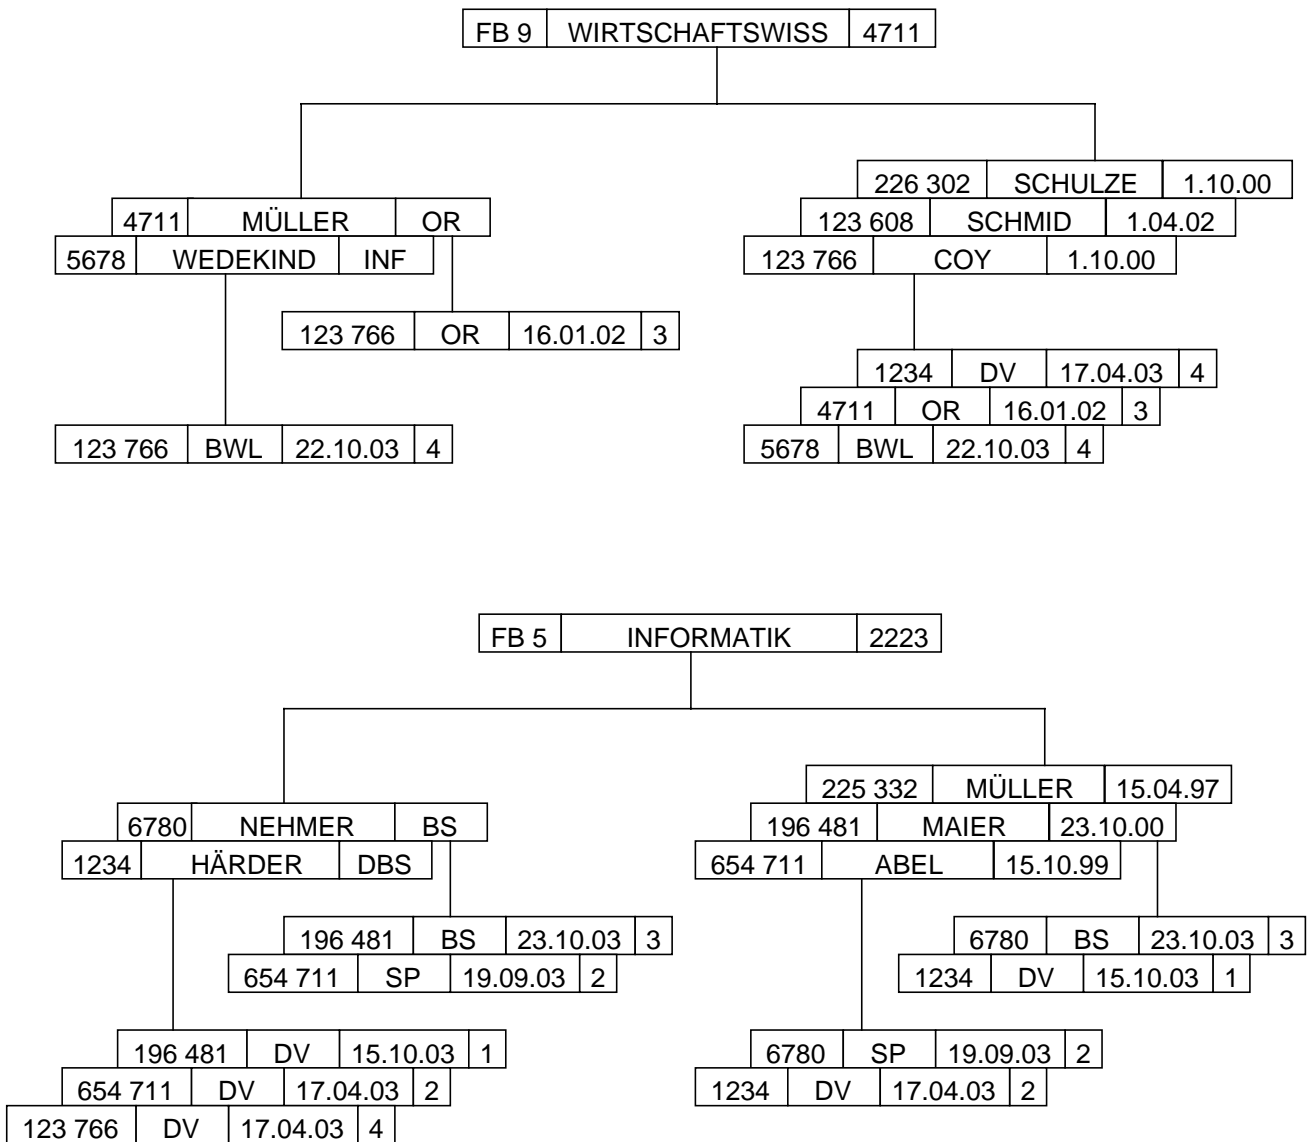 FB 9 WIRTSCHAFTSWISS 4711
226 302 SCHULZE 1.10.00
4711 MÜLLER OR
123 608 SCHMID 1.04.02
5678 WEDEKIND INF
123 766 COY 1.10.00
123 766 OR 16.01.02 3
1234 DV 17.04.03 4
4711 OR 16.01.02 3
123 766 BWL 22.10.03 4
5678 BWL 22.10.03 4
FB 5 INFORMATIK 2223
225 332 MÜLLER 15.04.97
6780 NEHMER BS
196 481 MAIER 23.10.00
1234 HÄRDER DBS
654 711 ABEL 15.10.99
196 481 BS 23.10.03 3
6780 BS 23.10.03 3
654 711 SP 19.09.03 2
1234 DV 15.10.03 1
196 481 DV 15.10.03 1
6780 SP 19.09.03 2
654 711 DV 17.04.03 2
1234 DV 17.04.03 2
123 766 DV 17.04.03 4